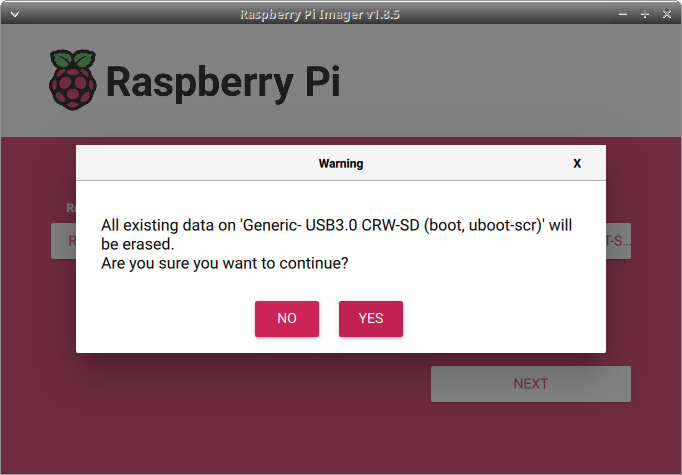 Raspberry Pi Imager v1.8.5
Raspberry Pi
Warning
X
All existing data on 'Generic- USB3.0 CRW-SD (boot, uboot-scr)' will
be erased.
Are you sure you want to continue?
NO
YES
NEXT